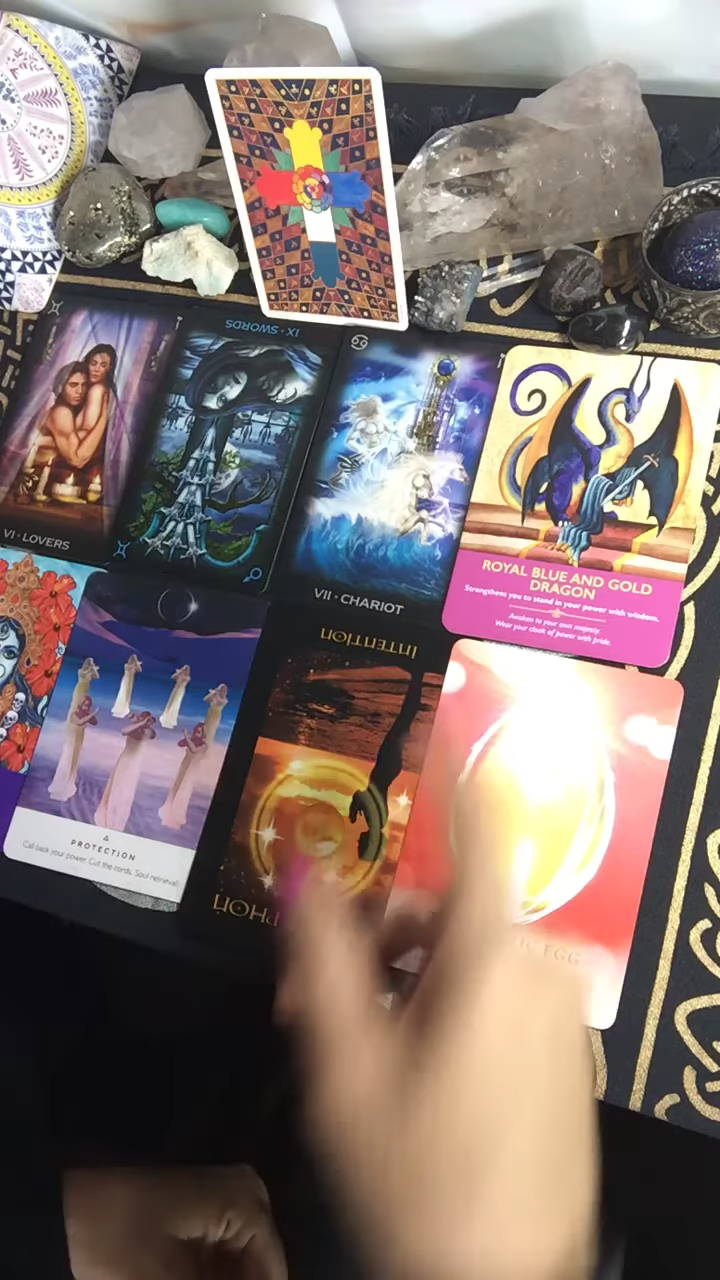 IX · SWORDS
VI · LOVERS
VII · CHARIOT
ROYAL BLUE AND GOLD
DRAGON
Strengthens you to stand in your power with wisdom.
Awaken to your own majesty.
Wear your cloak of power with pride.
INTENTION
PROTECTION
Call back your power. Cut the cords. Soul retrieval
EGG